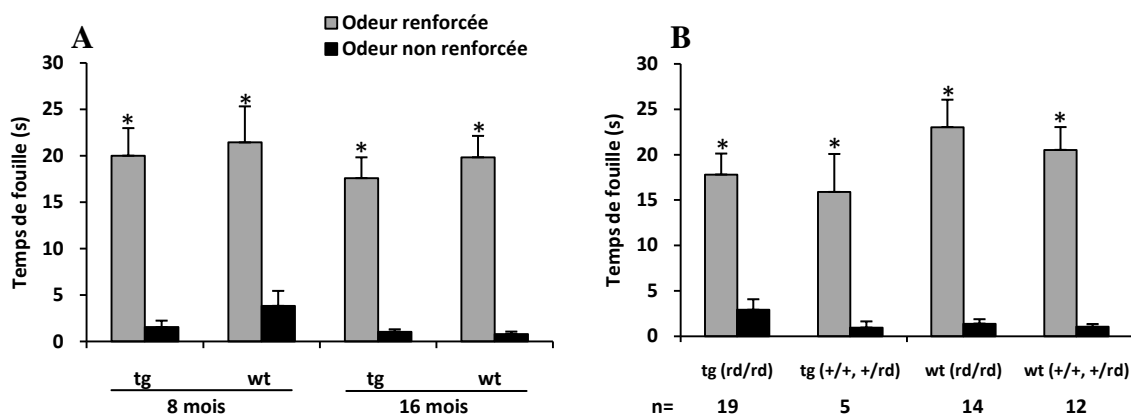 A
Odeur renforcée
Odeur non renforcée
Temps de fouille (s)
30
25
20
15
10
5
0
* * * *
tg wt tg wt
8 mois 16 mois
B
Temps de fouille (s)
30
25
20
15
10
5
0
* * * *
tg (rd/rd) tg (+/+, +/rd) wt (rd/rd) wt (+/+, +/rd)
n= 19 5 14 12